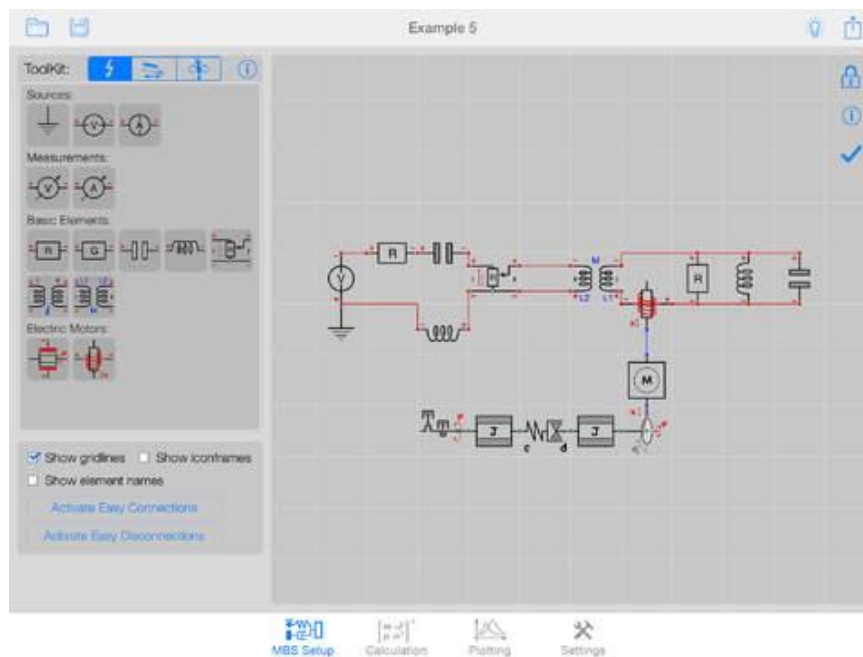 Example 5
ToolKit:
Sources:
Measurements:
Basic Elements:
Electric Motors:
Show gridlines
Show iconframes
Show element names
Activate Easy Connections
Activate Easy Disconnections
V
R
R
M
L2
L1
R
M
J
c
d
J
MBS Setup
Calculation
Plotting
Settings